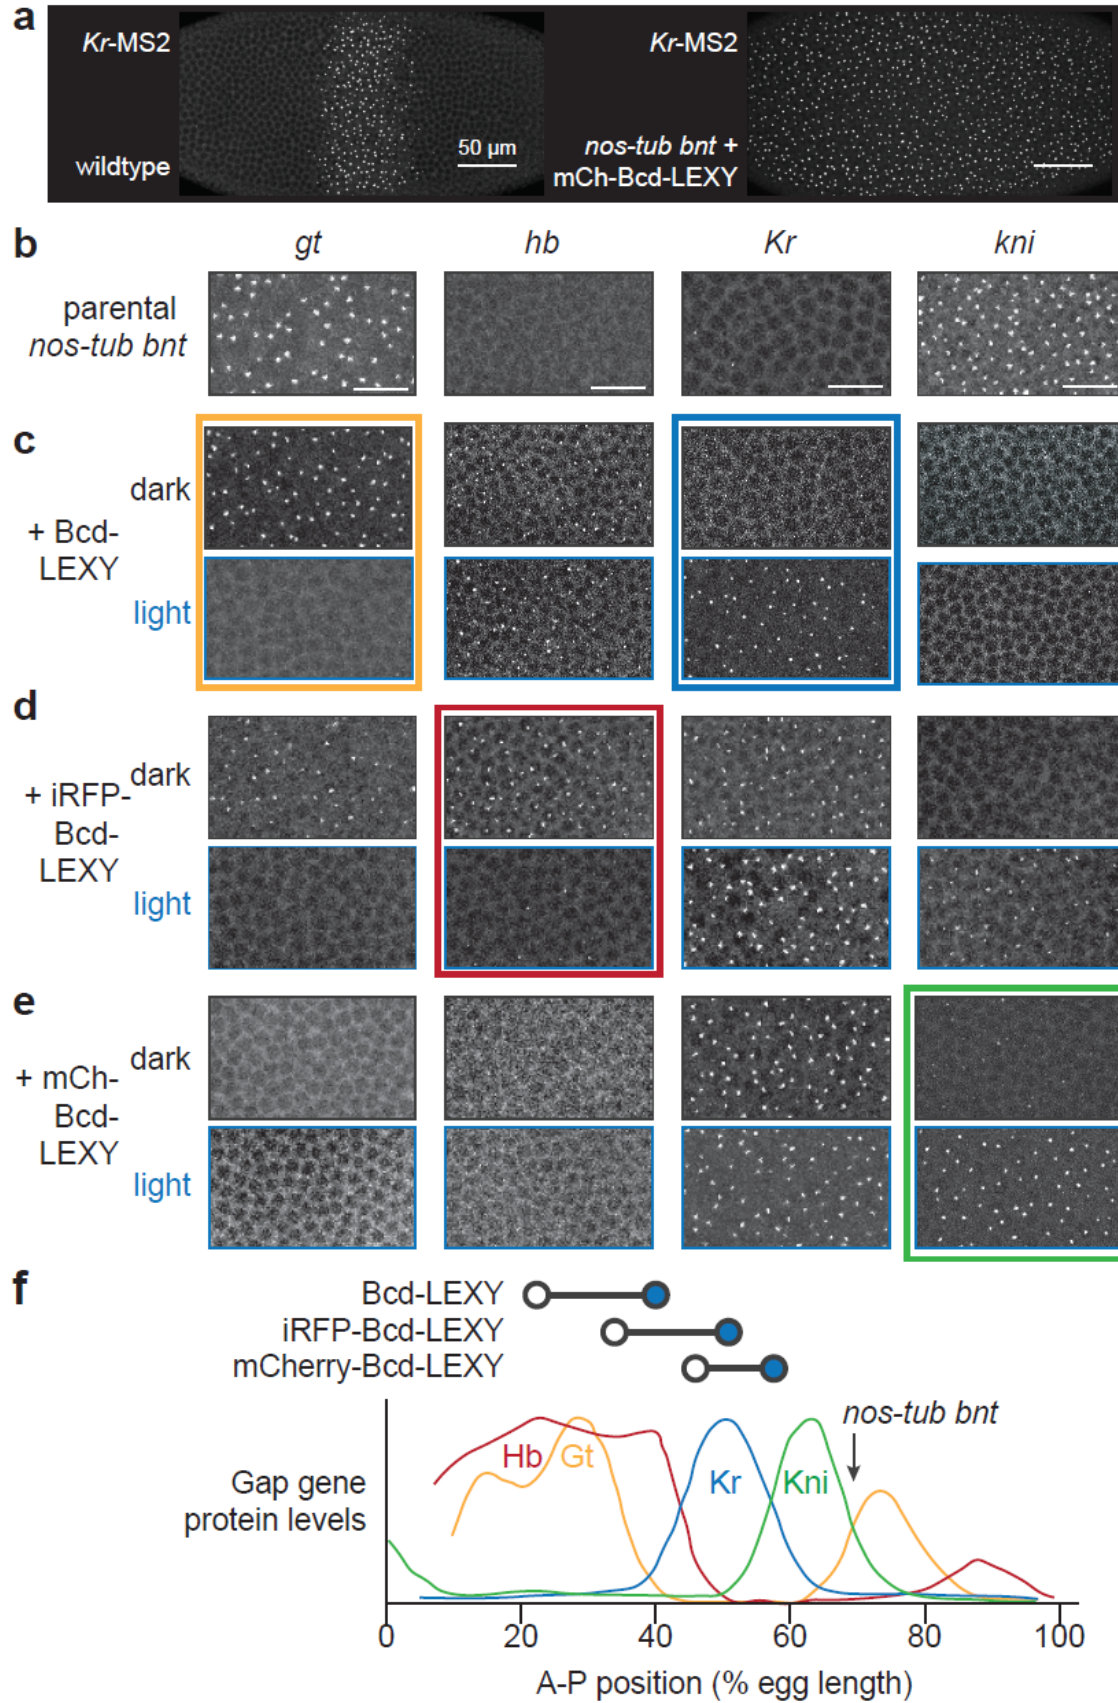 a
Kr-MS2
wildtype
50 µm
Kr-MS2
nos-tub bnt +
mCh-Bcd-LEXY
b
gt hb Kr kni
parental
nos-tub bnt
c
dark
+ Bcd-
LEXY
light
d
dark
+ iRFP-
Bcd-
LEXY
light
e
dark
+ mCh-
Bcd-
LEXY
light
f
Bcd-LEXY
iRFP-Bcd-LEXY
mCherry-Bcd-LEXY
nos-tub bnt
Hb Gt Kr Kni
Gap gene
protein levels
0 20 40 60 80 100
A-P position (% egg length)